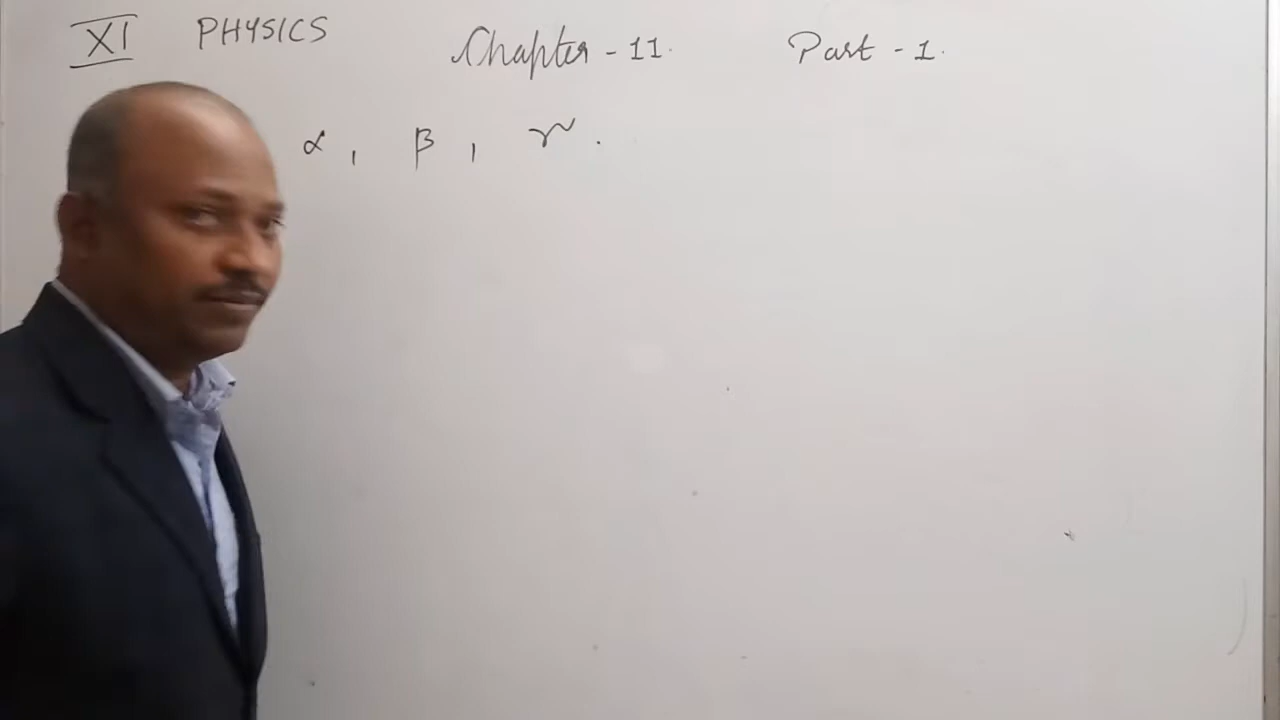 XI PHYSICS Chapter - 11. Part - 1.
α, β, γ.